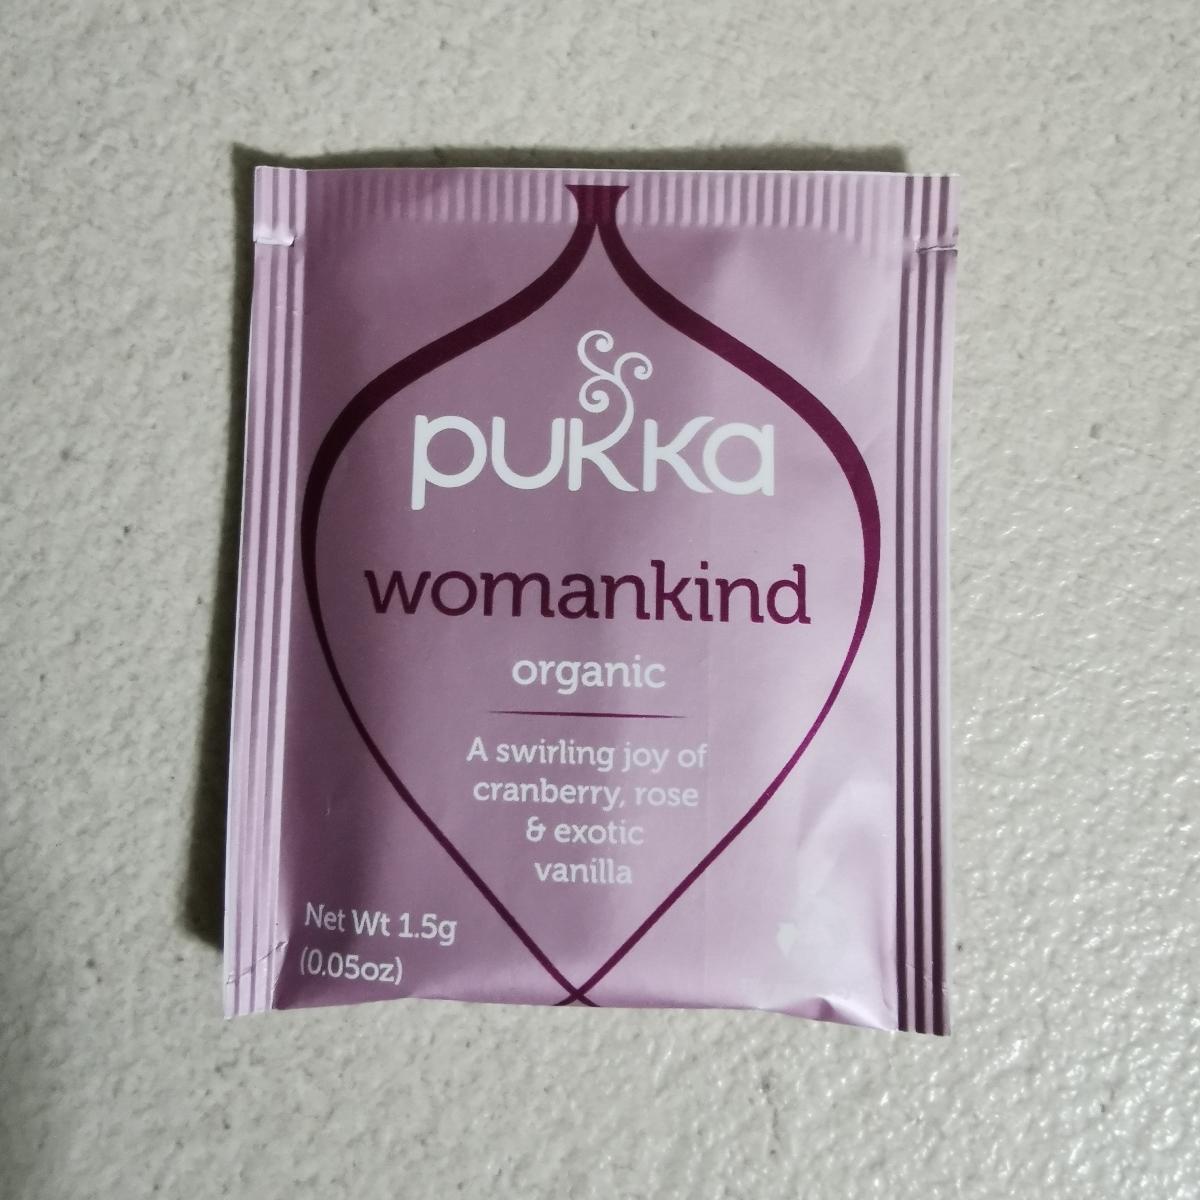 pukka
womankind
organic
A swirling joy of
cranberry, rose
& exotic
vanilla
Net Wt 1.5g
(0.05oz)